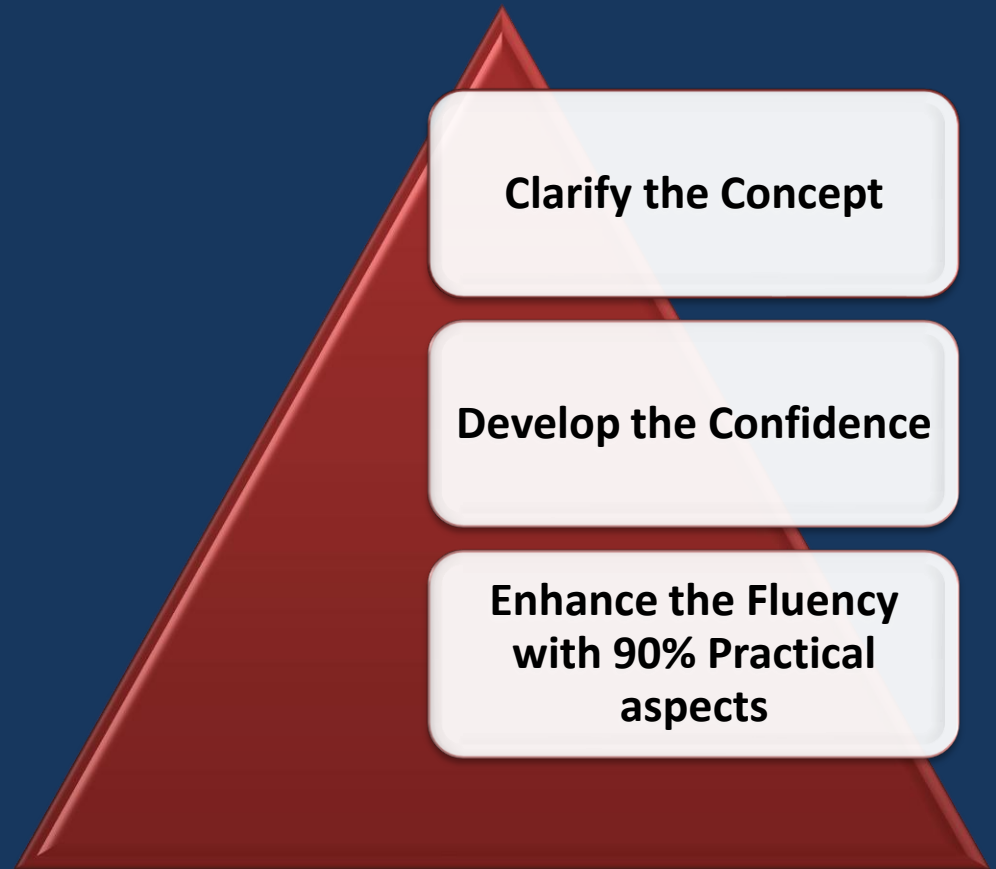 Clarify the Concept
Develop the Confidence
Enhance the Fluency
with 90% Practical
aspects